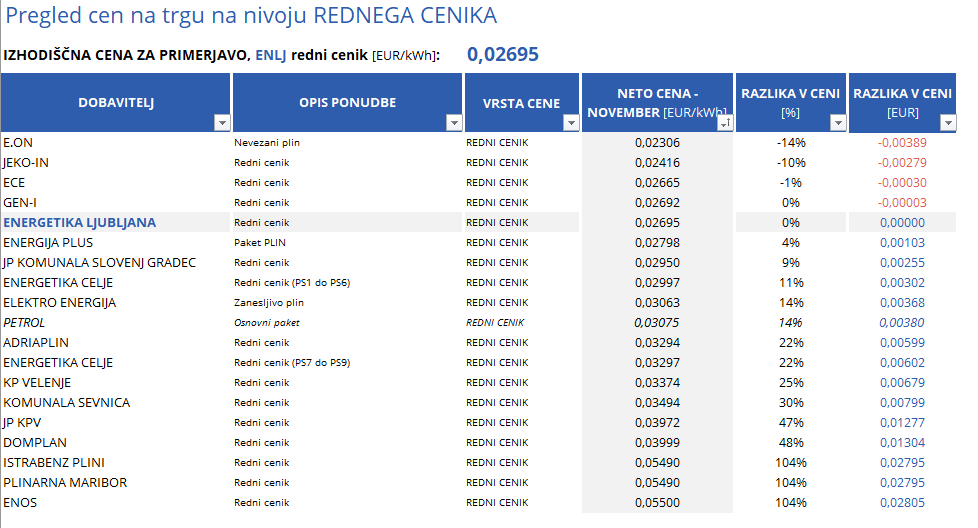 Pregled cen na trgu na nivoju REDNEGA CENIKA
IZHODIŠČNA CENA ZA PRIMERJAVO, ENLJ redni cenik [EUR/kWh]: 0,02695
DOBAVITELJ OPIS PONUDBE VRSTA CENE NETO CENA - NOVEMBER [EUR/kWh] RAZLIKA V CENI [%] RAZLIKA V CENI [EUR]
E.ON Nevezani plin REDNI CENIK 0,02306 -14% -0,00389
JEKO-IN Redni cenik REDNI CENIK 0,02416 -10% -0,00279
ECE Redni cenik REDNI CENIK 0,02665 -1% -0,00030
GEN-I Redni cenik REDNI CENIK 0,02692 0% -0,00003
ENERGETIKA LJUBLJANA Redni cenik REDNI CENIK 0,02695 0% 0,00000
ENERGIJA PLUS Paket PLIN REDNI CENIK 0,02798 4% 0,00103
JP KOMUNALA SLOVENJ GRADEC Redni cenik REDNI CENIK 0,02950 9% 0,00255
ENERGETIKA CELJE Redni cenik (PS1 do PS6) REDNI CENIK 0,02997 11% 0,00302
ELEKTRO ENERGIJA Zanesljivo plin REDNI CENIK 0,03063 14% 0,00368
PETROL Osnovni paket REDNI CENIK 0,03075 14% 0,00380
ADRIAPLIN Redni cenik REDNI CENIK 0,03294 22% 0,00599
ENERGETIKA CELJE Redni cenik (PS7 do PS9) REDNI CENIK 0,03297 22% 0,00602
KP VELENJE Redni cenik REDNI CENIK 0,03374 25% 0,00679
KOMUNALA SEVNICA Redni cenik REDNI CENIK 0,03494 30% 0,00799
JP KPV Redni cenik REDNI CENIK 0,03972 47% 0,01277
DOMPLAN Redni cenik REDNI CENIK 0,03999 48% 0,01304
ISTRABENZ PLINI Redni cenik REDNI CENIK 0,05490 104% 0,02795
PLINARNA MARIBOR Redni cenik REDNI CENIK 0,05490 104% 0,02795
ENOS Redni cenik REDNI CENIK 0,05500 104% 0,02805